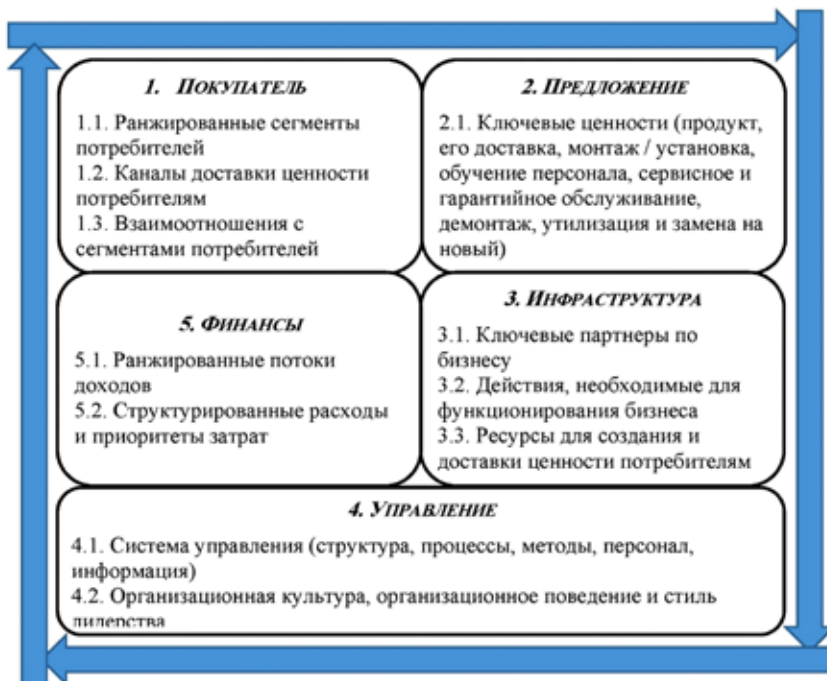 1. ПОКУПАТЕЛЬ
1.1. Ранжированные сегменты
потребителей
1.2. Каналы доставки ценности
потребителям
1.3. Взаимоотношения с
сегментами потребителей
2. ПРЕДЛОЖЕНИЕ
2.1. Ключевые ценности (продукт,
его доставка, монтаж / установка,
обучение персонала, сервисное и
гарантийное обслуживание,
демонтаж, утилизация и замена на
новый)
5. ФИНАНСЫ
5.1. Ранжированные потоки
доходов
5.2. Структурированные расходы
и приоритеты затрат
3. ИНФРАСТРУКТУРА
3.1. Ключевые партнеры по
бизнесу
3.2. Действия, необходимые для
функционирования бизнеса
3.3. Ресурсы для создания и
доставки ценности потребителям
4. УПРАВЛЕНИЕ
4.1. Система управления (структура, процессы, методы, персонал,
информация)
4.2. Организационная культура, организационное поведение и стиль
лидерства